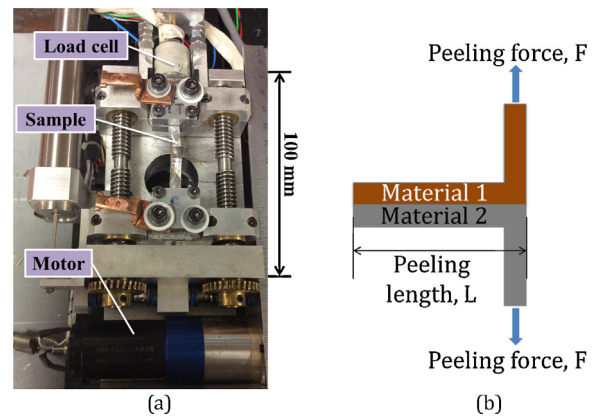 Load cell
Sample
100 mm
Motor
(a)
Peeling force, F
Material 1
Material 2
Peeling
length, L
Peeling force, F
(b)